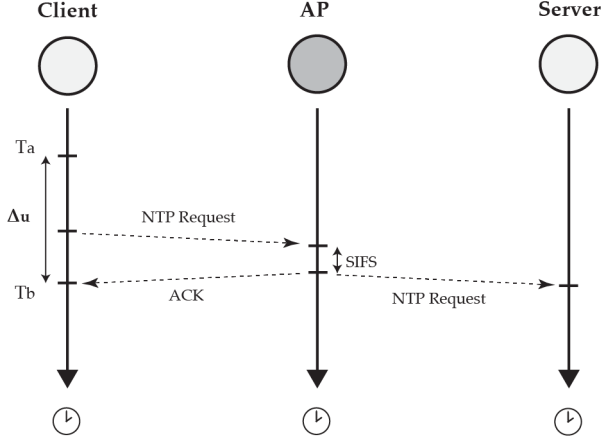 Client
AP
Server
Ta
Δu
NTP Request
SIFS
Tb
ACK
NTP Request